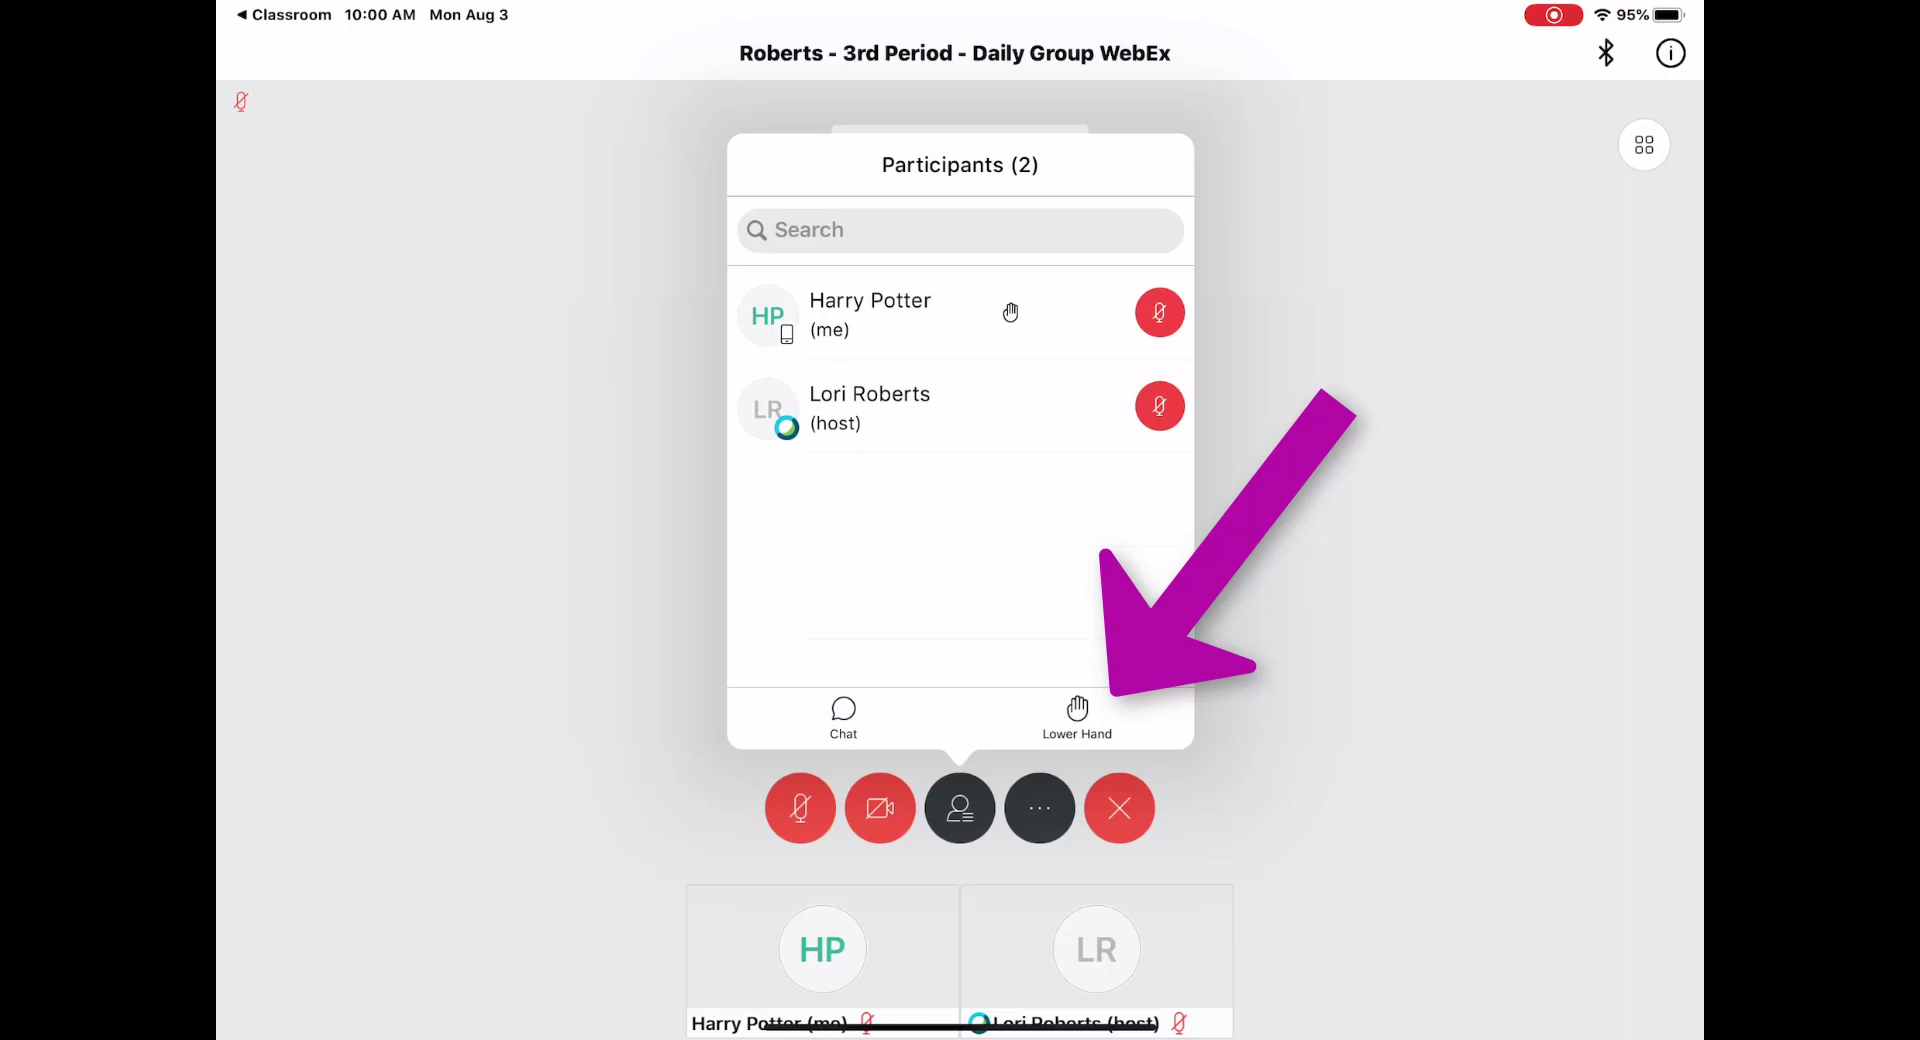 ◀ Classroom 10:00 AM Mon Aug 3
95%
Roberts - 3rd Period - Daily Group WebEx
Participants (2)
Search
HP
Harry Potter
(me)
LR
Lori Roberts
(host)
Chat
Lower Hand
HP
LR
Harry Potter (me)
Lori Roberts (host)